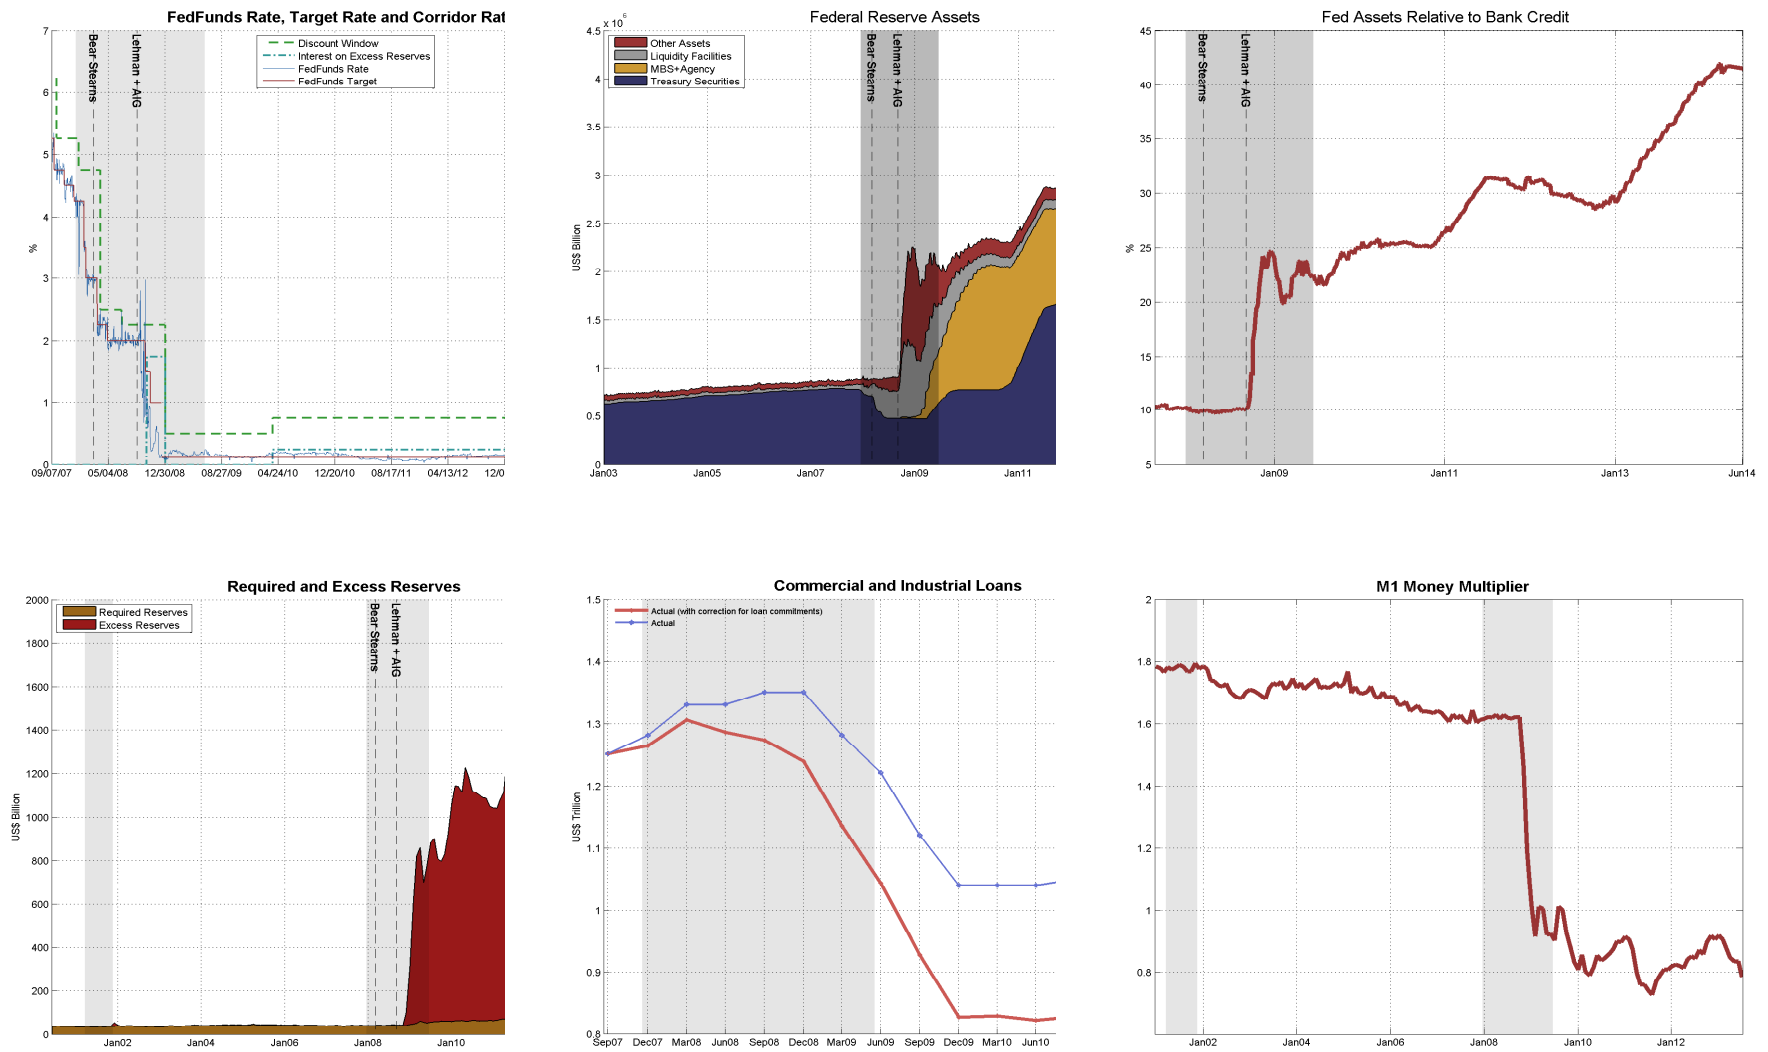 FedFunds Rate, Target Rate and Corridor Rat
7
6
5
4
3
2
1
0
%
Bear Stearns
Lehman + AIG
Discount Window
Interest on Excess Reserves
FedFunds Rate
FedFunds Target
09/07/07 05/04/08 12/30/08 08/27/09 04/24/10 12/20/10 08/17/11 04/13/12 12/0
Federal Reserve Assets
x 10^6
4.5
4
3.5
3
2.5
2
1.5
1
0.5
0
US$ Billion
Other Assets
Liquidity Facilities
MBS+Agency
Treasury Securities
Bear Stearns
Lehman + AIG
Jan03 Jan05 Jan07 Jan09 Jan11
Fed Assets Relative to Bank Credit
45
40
35
30
25
20
15
10
5
%
Bear Stearns
Lehman + AIG
Jan09 Jan11 Jan13 Jun14
Required and Excess Reserves
2000
1800
1600
1400
1200
1000
800
600
400
200
0
US$ Billion
Required Reserves
Excess Reserves
Bear Stearns
Lehman + AIG
Jan02 Jan04 Jan06 Jan08 Jan10
Commercial and Industrial Loans
1.5
1.4
1.3
1.2
1.1
1
0.9
0.8
US$ Trillion
Actual (with correction for loan commitments)
Actual
Sep07 Dec07 Mar08 Jun08 Sep08 Dec08 Mar09 Jun09 Sep09 Dec09 Mar10 Jun10
M1 Money Multiplier
2
1.8
1.6
1.4
1.2
1
0.8
Jan02 Jan04 Jan06 Jan08 Jan10 Jan12